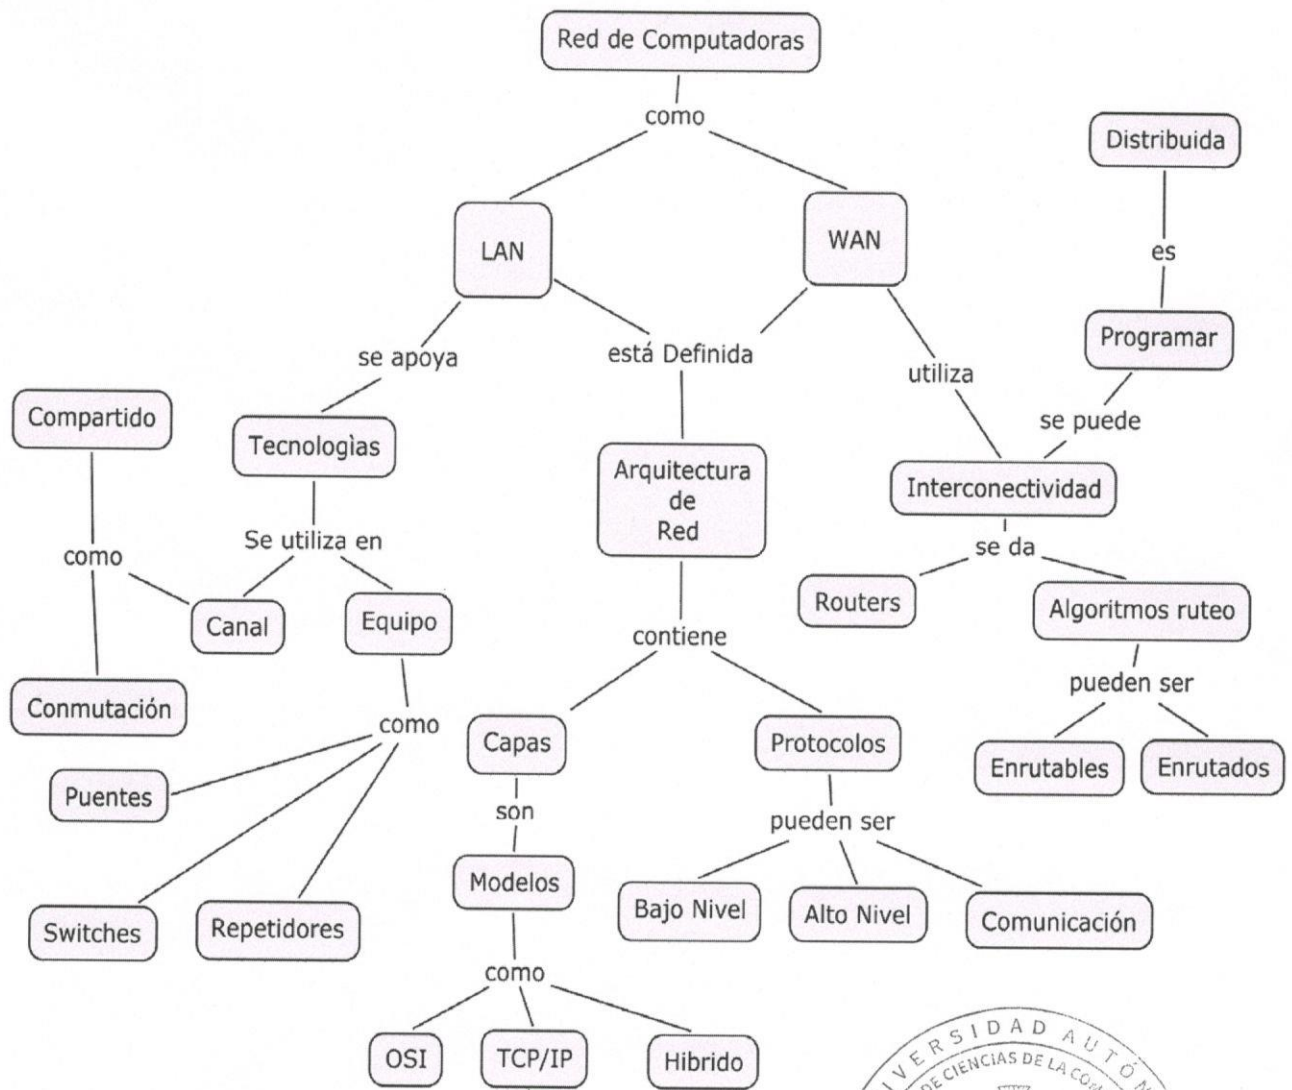 Red de Computadoras
como
Distribuida
LAN
WAN
es
Programar
se apoya
está Definida
utiliza
se puede
Compartido
Tecnologìas
Arquitectura
de
Red
Interconectividad
Se utiliza en
como
se da
Canal
Equipo
Routers
Algoritmos ruteo
contiene
Conmutación
pueden ser
como
Capas
Protocolos
Enrutables
Enrutados
Puentes
son
pueden ser
Modelos
Switches
Repetidores
Bajo Nivel
Alto Nivel
Comunicación
como
OSI
TCP/IP
Hibrido
DE CIENCIAS DE LA